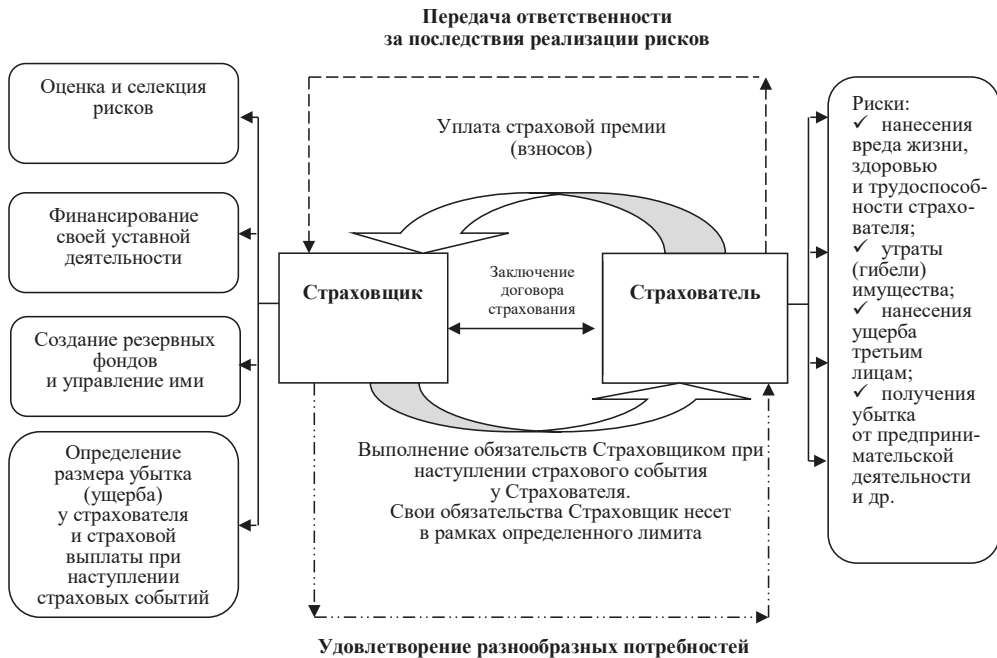 Передача ответственности
за последствия реализации рисков
Оценка и селекция
рисков
Финансирование
своей уставной
деятельности
Создание резервных
фондов
и управление ими
Определение
размера убытка
(ущерба)
у страхователя
и страховой
выплаты при
наступлении
страховых событий
Уплата страховой премии
(взносов)
Страховщик
Заключение
договора
страхования
Страхователь
Выполнение обязательств Страховщиком при
наступлении страхового события
у Страхователя.
Свои обязательства Страховщик несет
в рамках определенного лимита
Риски:
✓ нанесения
вреда жизни,
здоровью
и трудоспособ-
ности страхо-
вателя;
✓ утраты
(гибели)
имущества;
✓ нанесения
ущерба
третьим
лицам;
✓ получения
убытка
от предприни-
мательской
деятельности
и др.
Удовлетворение разнообразных потребностей